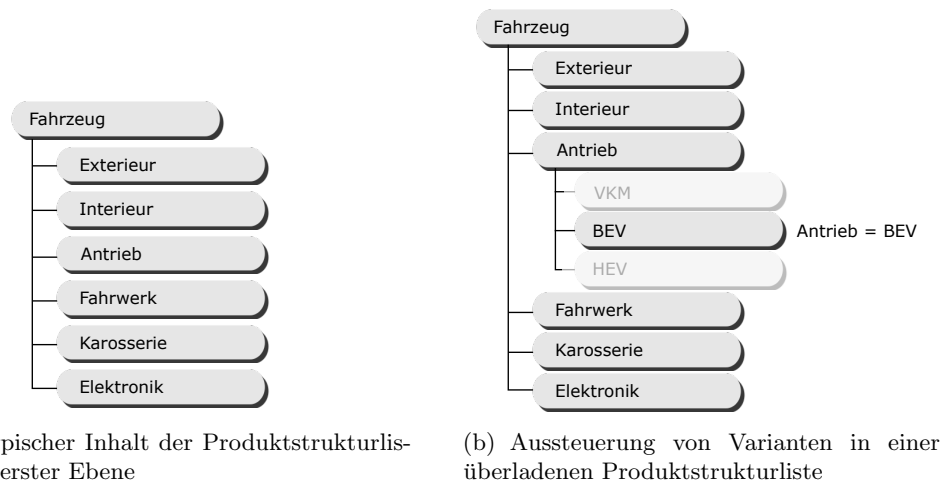 Fahrzeug
Exterieur
Interieur
Antrieb
Fahrwerk
Karosserie
Elektronik
pischer Inhalt der Produktstrukturlis-
erster Ebene
Fahrzeug
Exterieur
Interieur
Antrieb
VKM
BEV Antrieb = BEV
HEV
Fahrwerk
Karosserie
Elektronik
(b) Aussteuerung von Varianten in einer
überladenen Produktstrukturliste